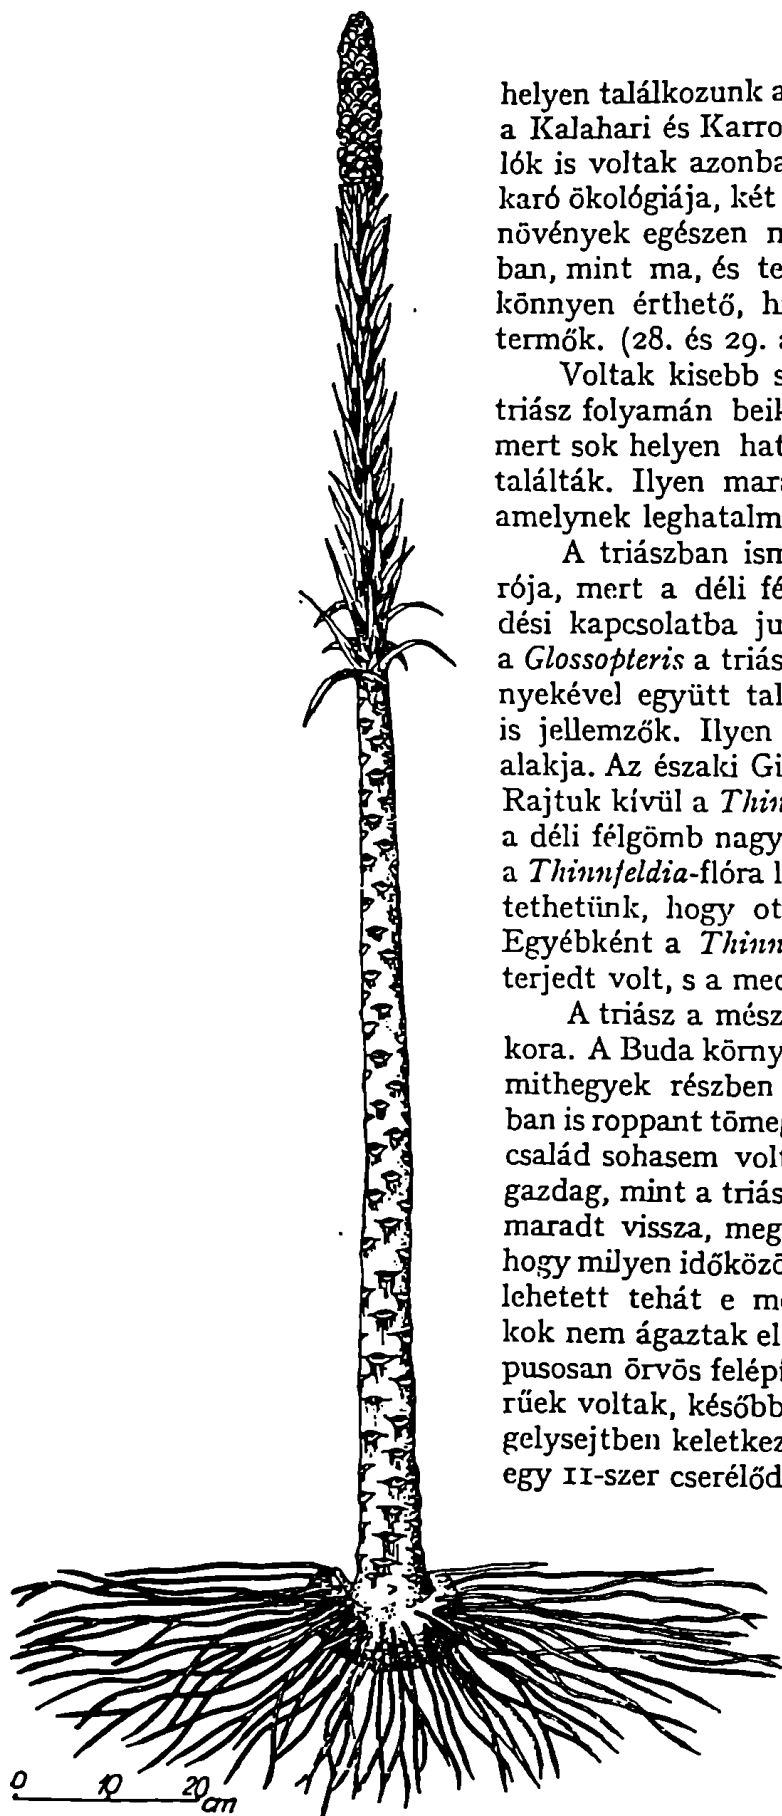 helyen találkozunk a
a Kalahari és Karro
lók is voltak azonba
karó ökológiája, két
növények egészen n
ban, mint ma, és te
könnyen érthető, hi
termők. (28. és 29. a
Voltak kisebb s
triász folyamán beik
mert sok helyen hat
találták. Ilyen mara
amelynek leghatalm
A triászban ism
rója, mert a déli fé
dési kapcsolatba ju
a Glossopteris a triás
nyekével együtt tal
is jellemzők. Ilyen
alakja. Az északi Gi
Rajtuk kívül a Thin
a déli félgömb nagy
a Thinnfeldia-flóra l
tethetünk, hogy ot
Egyébként a Thinn
terjedt volt, s a med
A triász a mész
kora. A Buda körny
mithegyek részben
ban is roppant tömeg
család sohasem volt
gazdag, mint a triás
maradt vissza, meg
hogy milyen időközö
lehetett tehát e me
kok nem ágaztak el
pusosan örvös felépí
rűek voltak, később
gelysejtben keletkez
egy 11-szer cserélőd
0 10 20 cm